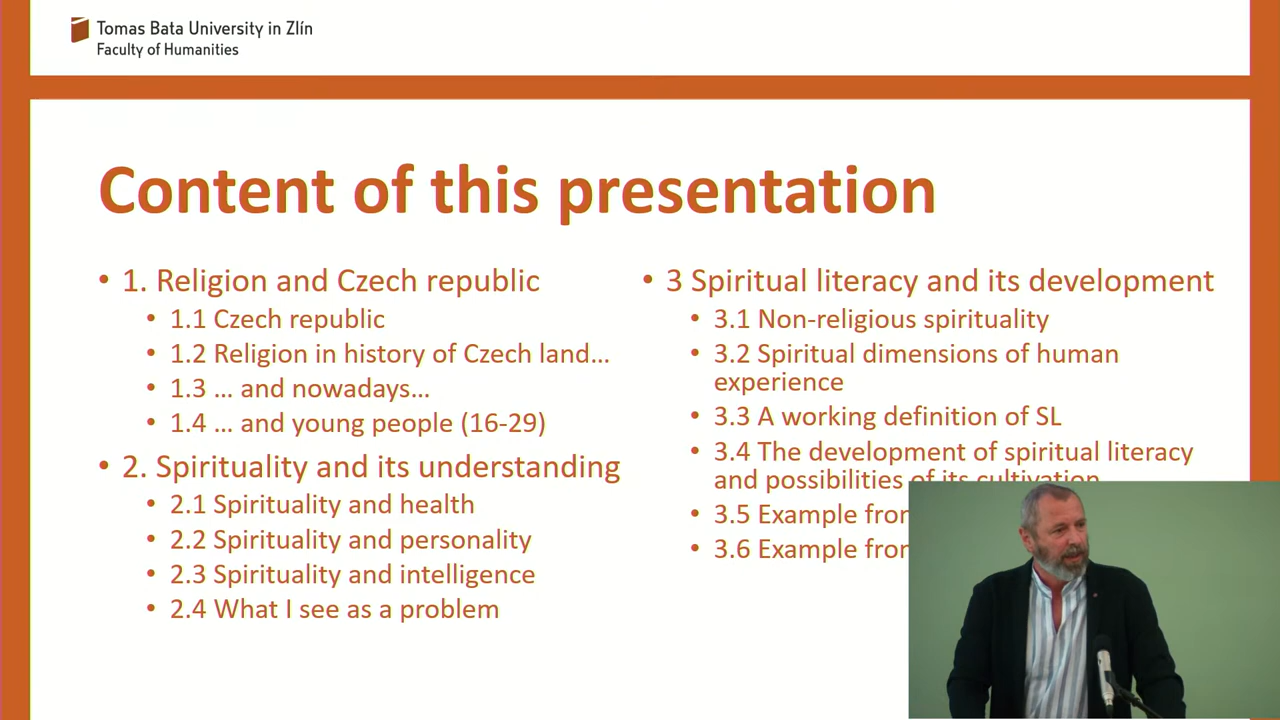 Tomas Bata University in Zlín
Faculty of Humanities
Content of this presentation
• 1. Religion and Czech republic
• 1.1 Czech republic
• 1.2 Religion in history of Czech land...
• 1.3 ... and nowadays...
• 1.4 ... and young people (16-29)
• 2. Spirituality and its understanding
• 2.1 Spirituality and health
• 2.2 Spirituality and personality
• 2.3 Spirituality and intelligence
• 2.4 What I see as a problem
• 3 Spiritual literacy and its development
• 3.1 Non-religious spirituality
• 3.2 Spiritual dimensions of human
experience
• 3.3 A working definition of SL
• 3.4 The development of spiritual literacy
and possibilities of its cultivation
• 3.5 Example
• 3.6 Example